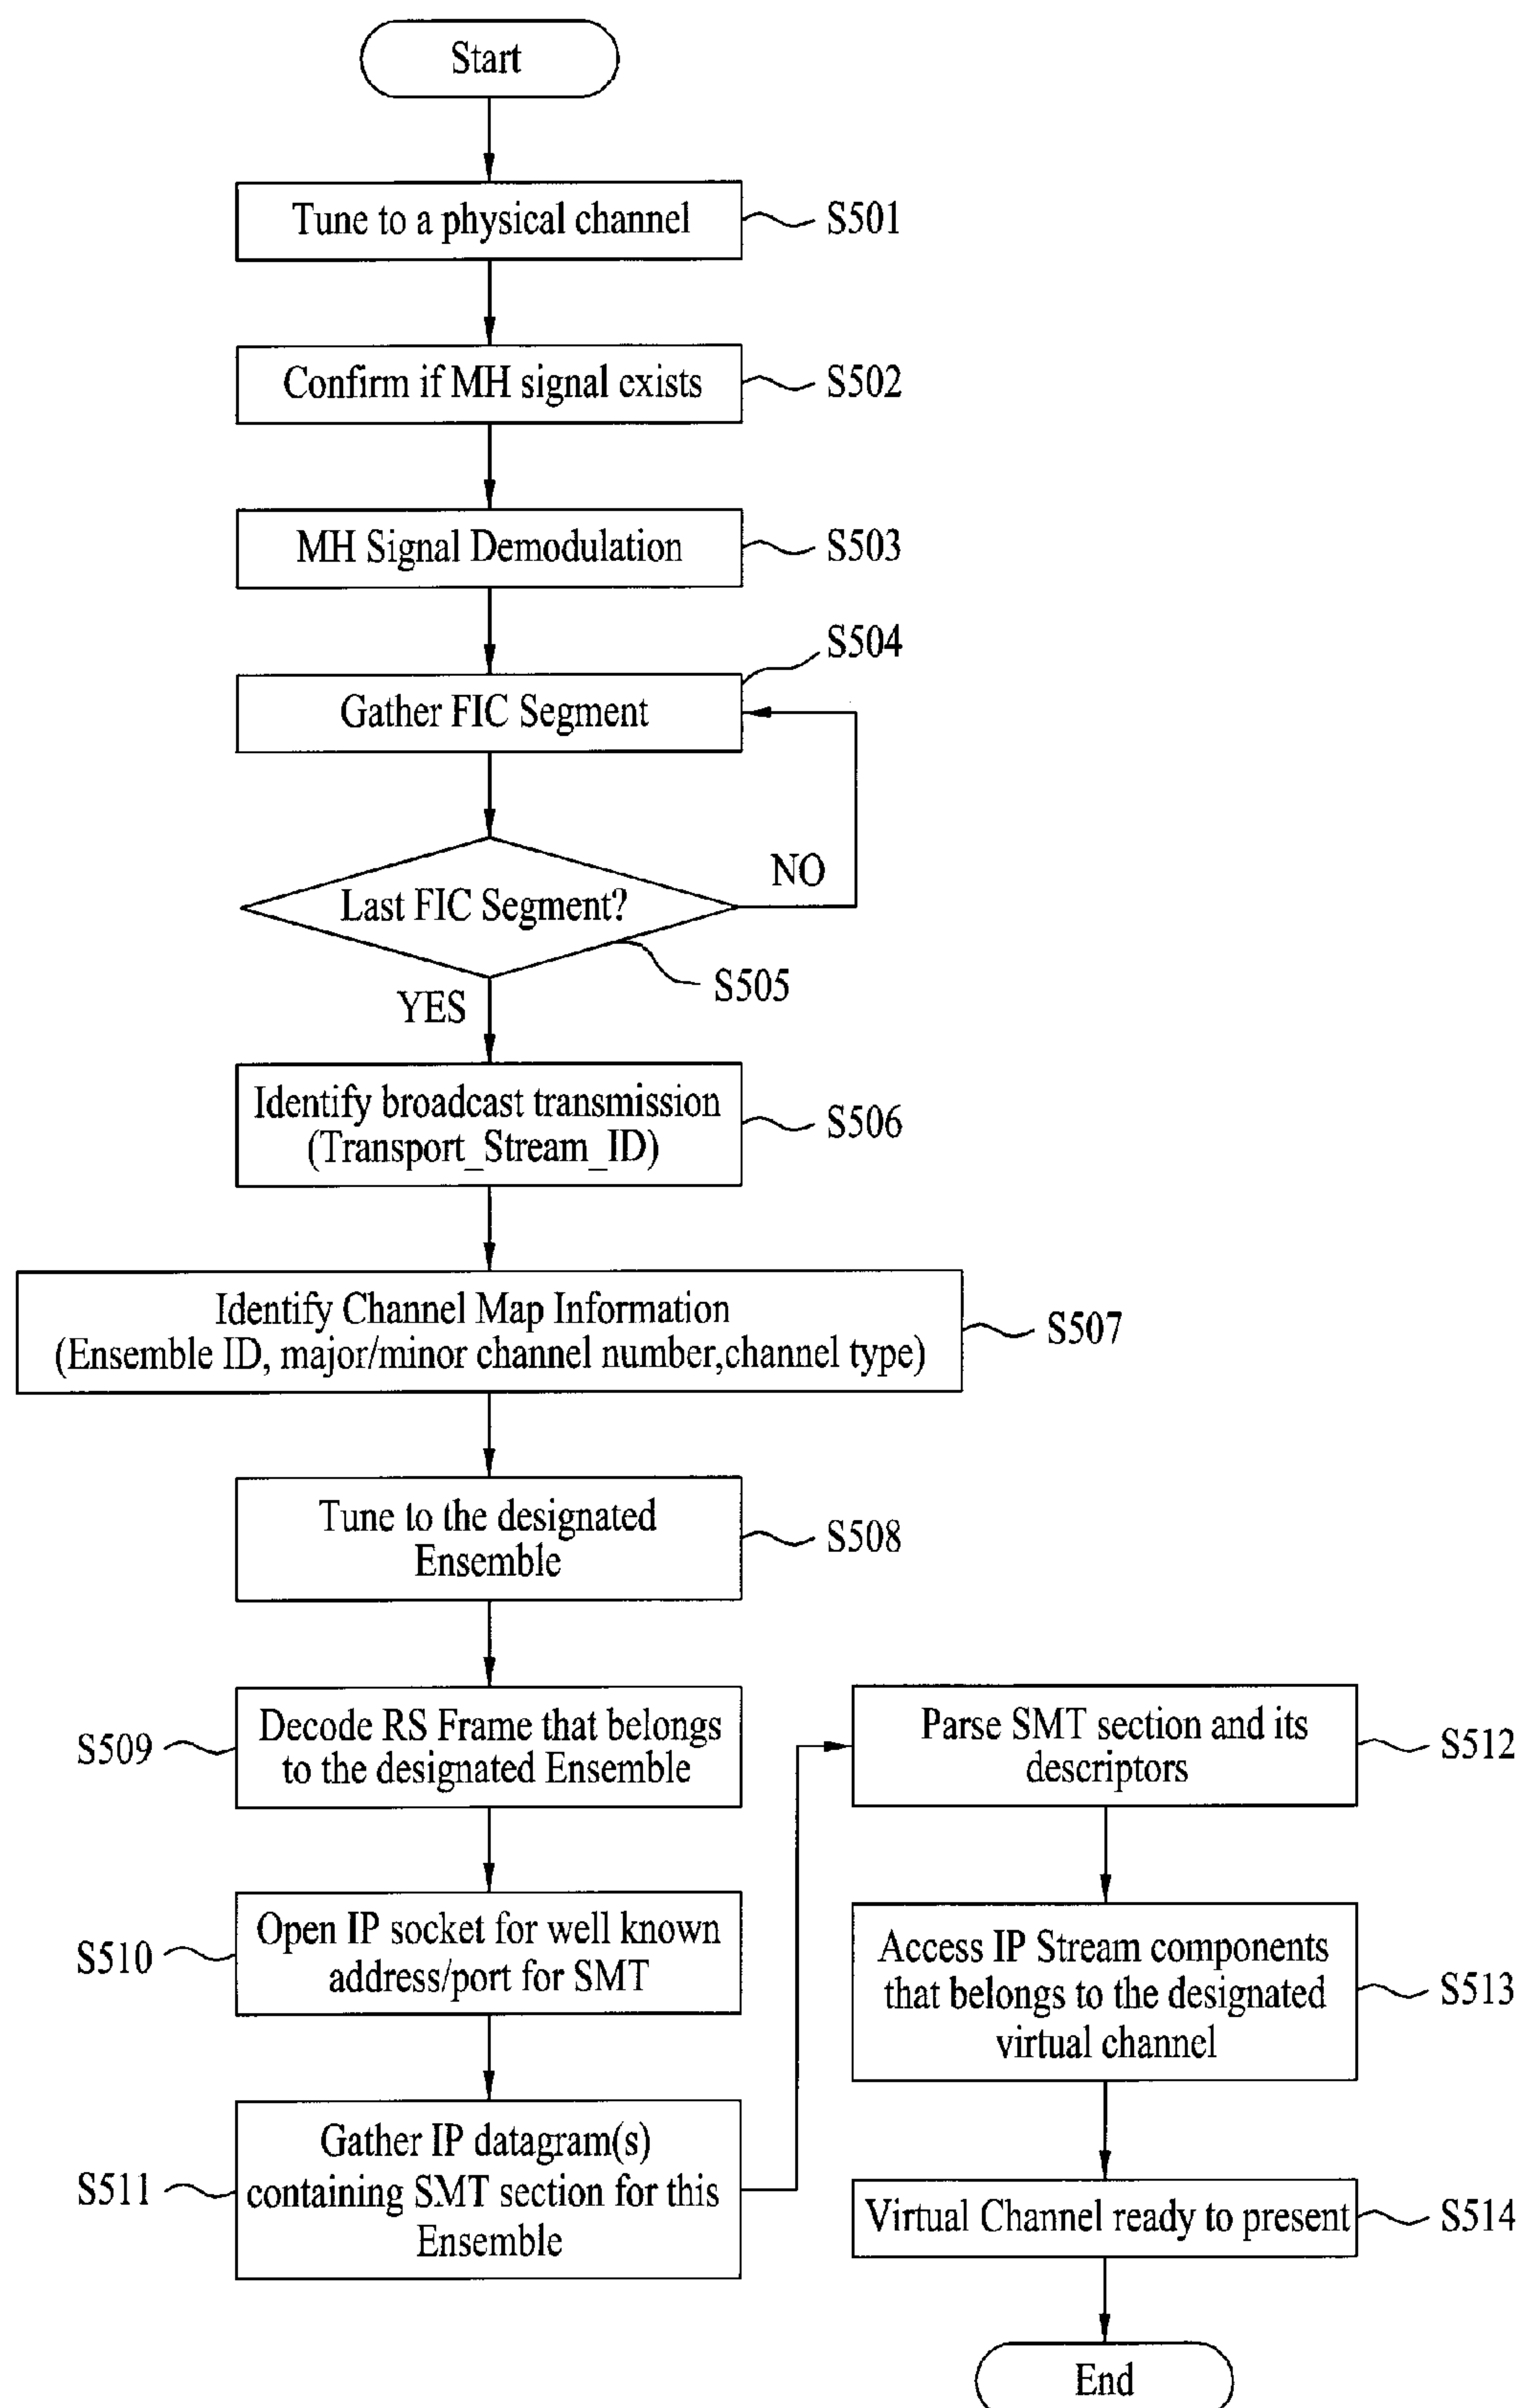 Start
Tune to a physical channel
S501
Confirm if MH signal exists
S502
MH Signal Demodulation
S503
S504
Gather FIC Segment
NO
Last FIC Segment?
S505
YES
Identify broadcast transmission
(Transport_Stream_ID)
S506
Identify Channel Map Information
(Ensemble ID, major/minor channel number,channel type)
S507
Tune to the designated
Ensemble
S508
Decode RS Frame that belongs
to the designated Ensemble
S509
Open IP socket for well known
address/port for SMT
S510
Gather IP datagram(s)
containing SMT section for this
Ensemble
S511
Parse SMT section and its
descriptors
S512
Access IP Stream components
that belongs to the designated
virtual channel
S513
Virtual Channel ready to present
S514
End